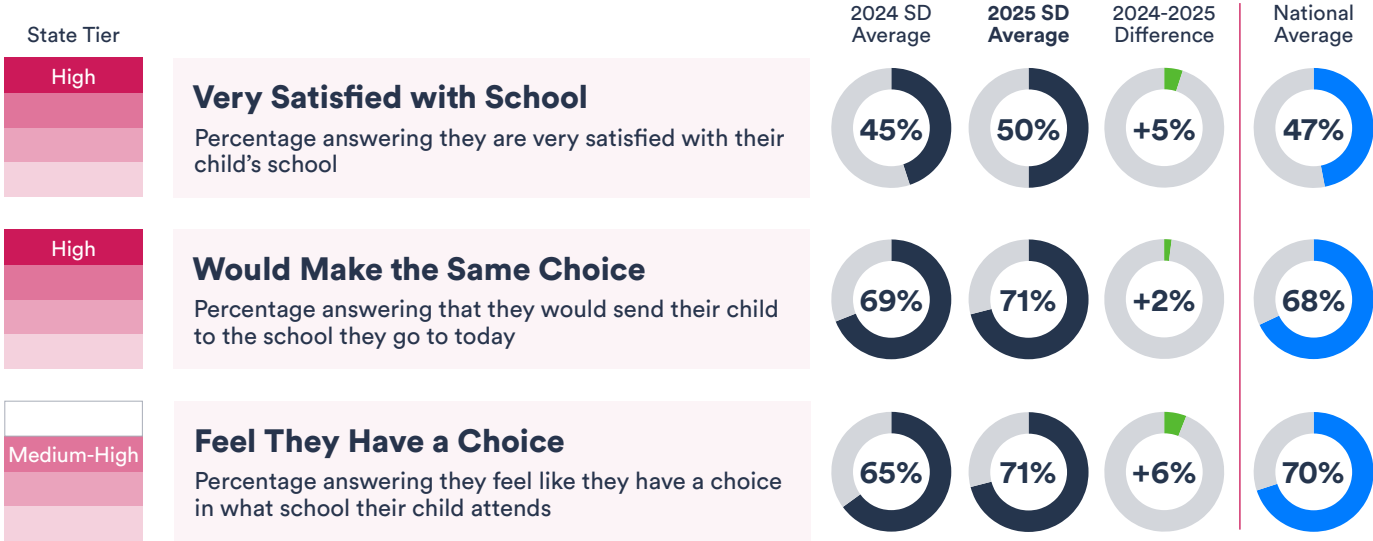 State Tier
2024 SD
Average
2025 SD
Average
2024-2025
Difference
National
Average
High
Very Satisfied with School
Percentage answering they are very satisfied with their
child’s school
45%
50%
+5%
47%
High
Would Make the Same Choice
Percentage answering that they would send their child
to the school they go to today
69%
71%
+2%
68%
Medium-High
Feel They Have a Choice
Percentage answering they feel like they have a choice
in what school their child attends
65%
71%
+6%
70%